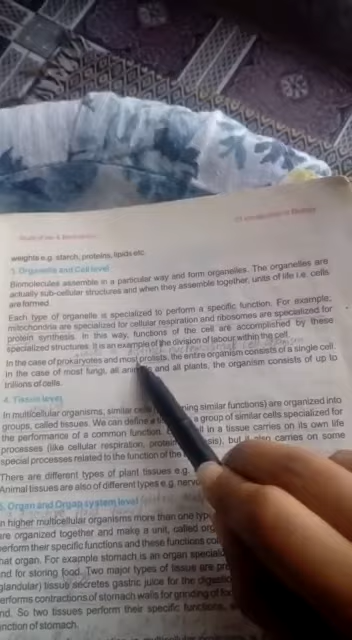 01 Introduction to Biology
weights e.g. starch, proteins, lipids etc.
3. Organelle and Cell level
Biomolecules assemble in a particular way and form organelles. The organelles are
actually sub-cellular structures and when they assemble together, units of life i.e. cells
are formed.
Each type of organelle is specialized to perform a specific function. For example;
mitochondria are specialized for cellular respiration and ribosomes are specialized for
protein synthesis. In this way, functions of the cell are accomplished by these
specialized structures. It is an example of the division of labour within the cell.
In the case of prokaryotes and most protists, the entire organism consists of a single cell.
In the case of most fungi, all and all plants, the organism consists of up to
trillions of cells.
4. Tissue level
In multicellular organisms, similar (performing similar functions) are organized into
groups, called tissues. We can define a group of similar cells specialized for
the performance of a common function. in a tissue carries on its own life
processes (like cellular respiration, protein but it also carries on some
special processes related to the function of the
There are different types of plant tissues e.g.
Animal tissues are also of different types e.g.
5. Organ and Organ system level
In higher multicellular organisms more than one type
are organized together and make a unit, called
perform their specific functions and these functions
that organ. For example stomach is an organ
and for storing food. Two major types of tissue are
(glandular) tissue secretes gastric juice for the
performs contractions of stomach walls for grinding of
end. So two tissues perform their specific functions,
function of stomach.